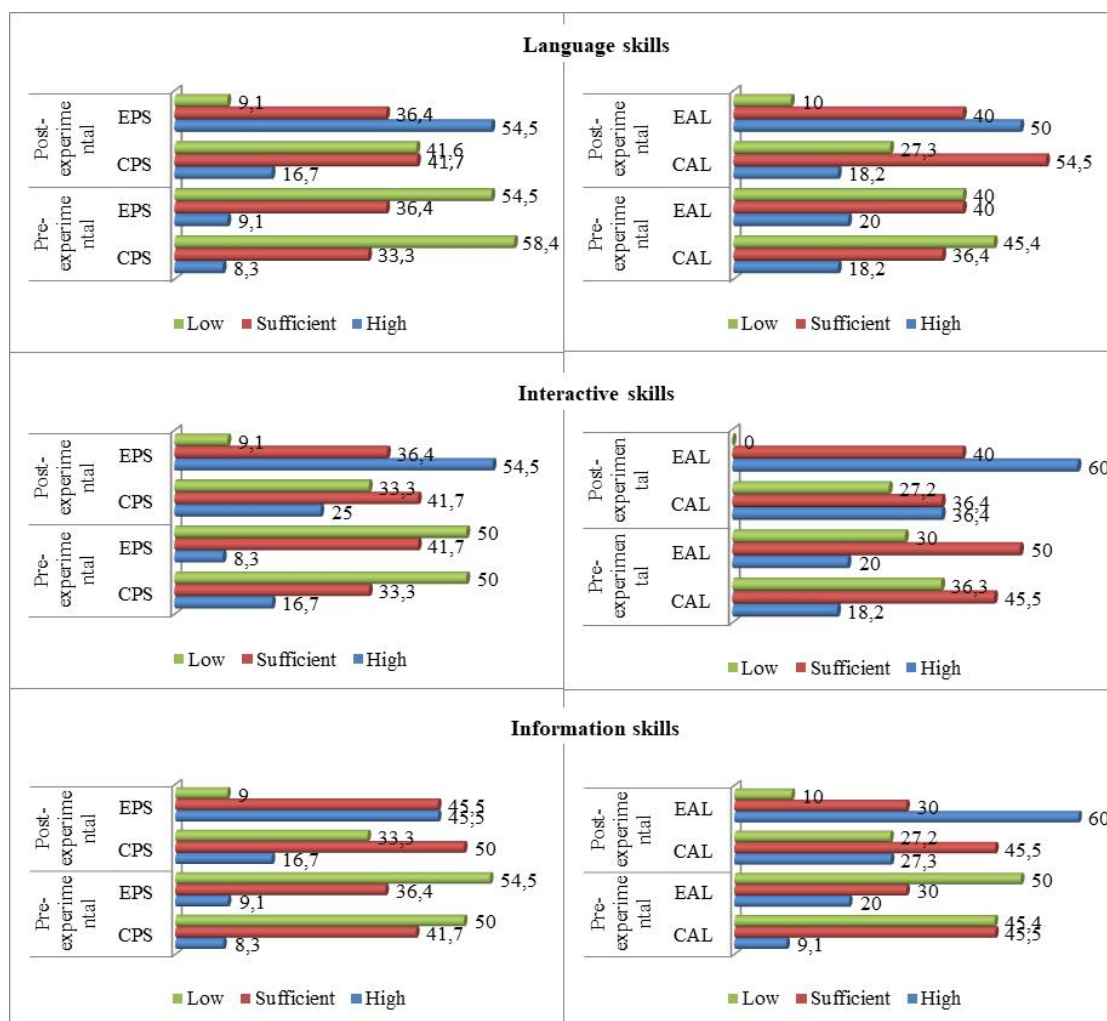 Language skills
Post-
experime
ntal
EPS
9,1
36,4
54,5
CPS
41,6
41,7
16,7
Pre-
experime
ntal
EPS
54,5
36,4
9,1
CPS
58,4
33,3
8,3
Low Sufficient High
Post-
experime
ntal
EAL
10
40
50
CAL
27,3
54,5
18,2
Pre-
experime
ntal
EAL
40
40
20
CAL
45,4
36,4
18,2
Low Sufficient High
Interactive skills
Post-
experime
ntal
EPS
9,1
36,4
54,5
CPS
33,3
41,7
25
Pre-
experime
ntal
EPS
50
41,7
8,3
CPS
50
33,3
16,7
Low Sufficient High
Post-
experimen
tal
EAL
0
40
60
CAL
27,2
36,4
36,4
Pre-
experimen
tal
EAL
30
50
20
CAL
36,3
45,5
18,2
Low Sufficient High
Information skills
Post-
experime
ntal
EPS
9
45,5
45,5
CPS
33,3
50
16,7
Pre-
experime
ntal
EPS
54,5
36,4
9,1
CPS
50
41,7
8,3
Low Sufficient High
Post-
experime
ntal
EAL
10
30
60
CAL
27,2
45,5
27,3
Pre-
experime
ntal
EAL
50
30
20
CAL
45,4
45,5
9,1
Low Sufficient High